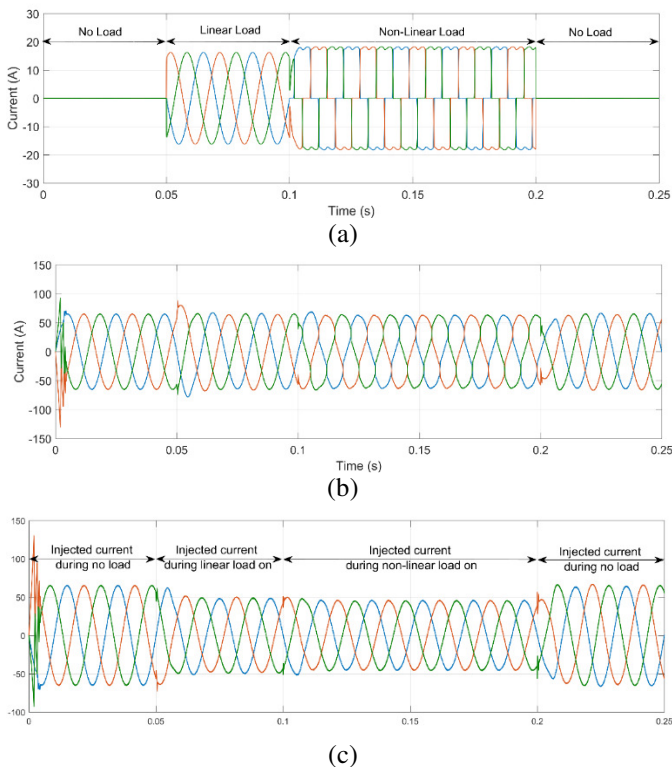 No Load Linear Load Non-Linear Load No Load
30
20
10
0
-10
-20
-30
Current (A)
0 0.05 0.1 0.15 0.2 0.25
Time (s)
(a)
150
100
50
0
-50
-100
-150
Current (A)
0 0.05 0.1 0.15 0.2 0.25
Time (s)
(b)
Injected current during no load
Injected current during linear load on
Injected current during non-linear load on
Injected current during no load
150
100
50
0
-50
-100
0 0.05 0.1 0.15 0.2 0.25
(c)